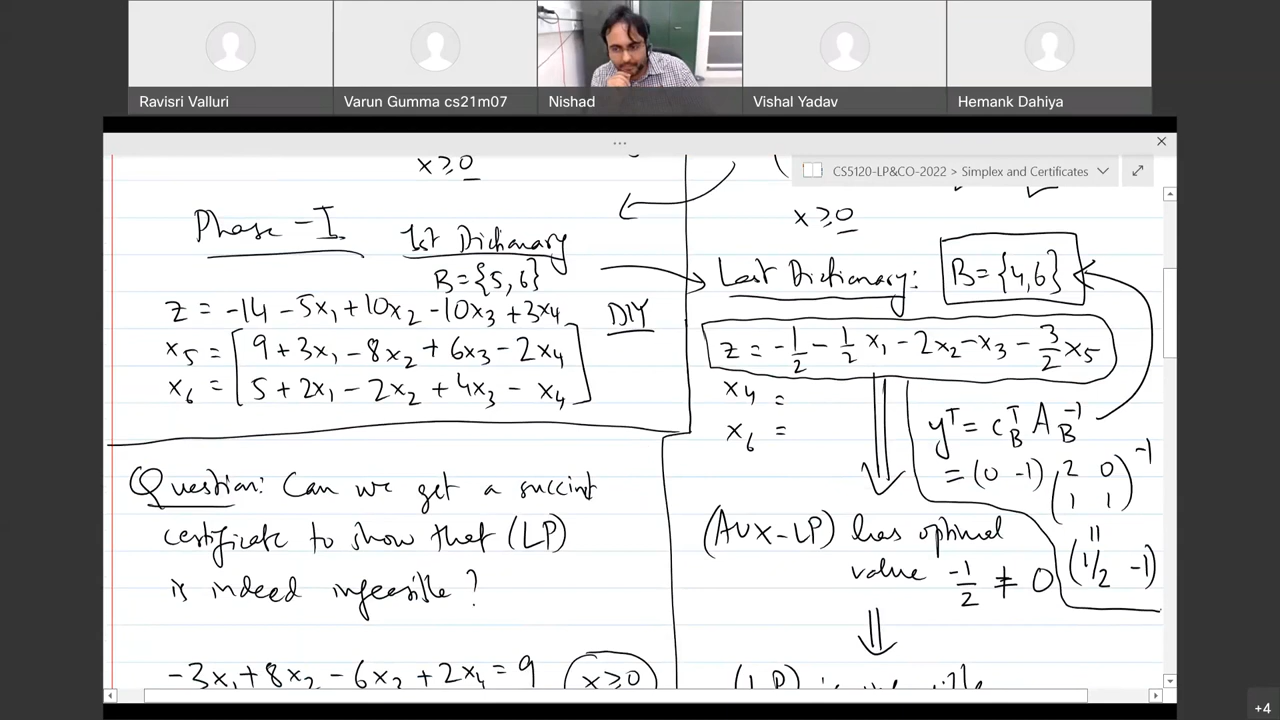 Ravisri Valluri
Varun Gumma cs21m07
Nishad
Vishal Yadav
Hemank Dahiya
CS5120-LP&CO-2022 > Simplex and Certificates
x ≥ 0
Phase-I
1st Dictionary
B = {5,6}
z = -14 - 5x₁ + 10x₂ - 10x₃ + 3x₄
x₅ = [ 9 + 3x₁ - 8x₂ + 6x₃ - 2x₄
x₆ = [ 5 + 2x₁ - 2x₂ + 4x₃ - x₄ ]
DIY
Question: Can we get a succint
certificate to show that (LP)
is indeed infeasible?
-3x₁ + 8x₂ - 6x₃ + 2x₄ = 9
x ≥ 0
x ≥ 0
Last Dictionary:
B = {4,6}
z = -1/2 - 1/2 x₁ - 2x₂ - x₃ - 3/2 x₅
x₄ =
x₆ =
yᵀ = c_Bᵀ A_B⁻¹
= (0 -1) (2 0
1 1)⁻¹
=
(1/2 -1)
(AUX-LP) has optimal
value -1/2 ≠ 0
+4